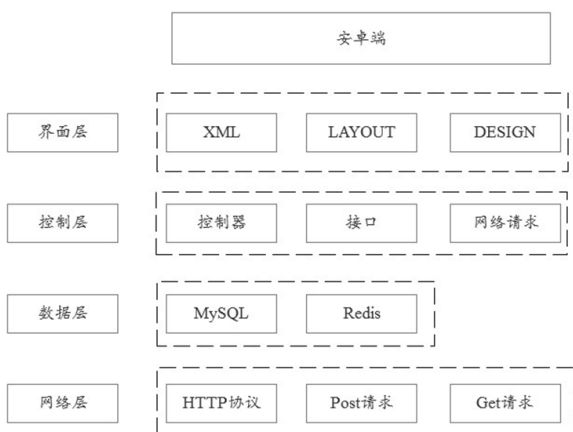 安卓端
界面层 XML LAYOUT DESIGN
控制层 控制器 接口 网络请求
数据层 MySQL Redis
网络层 HTTP协议 Post请求 Get请求